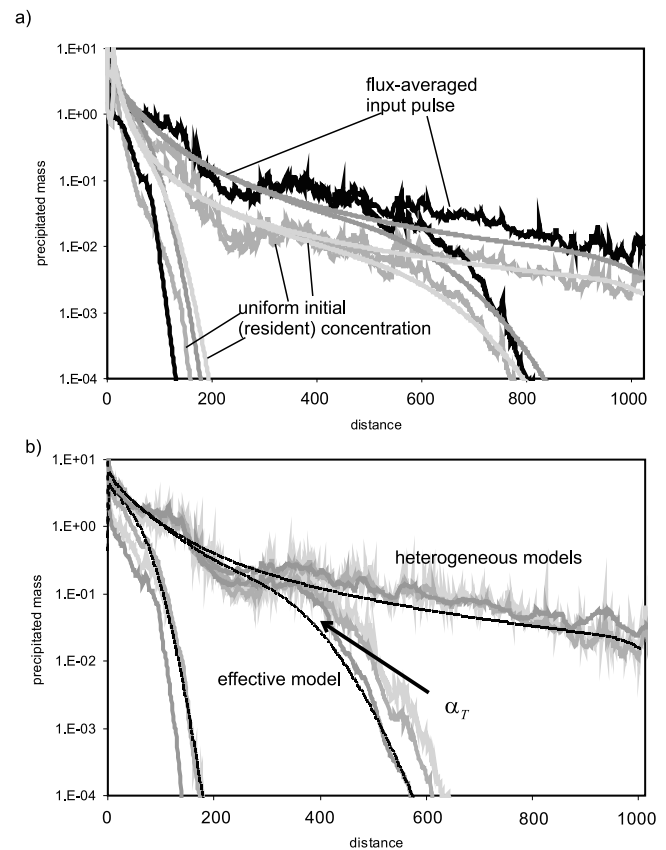 a)
1.E+01
1.E+00
1.E-01
1.E-02
1.E-03
1.E-04
precipitated mass
flux-averaged
input pulse
uniform initial
(resident) concentration
0
200
400
600
800
1000
distance
b)
1.E+01
1.E+00
1.E-01
1.E-02
1.E-03
1.E-04
precipitated mass
heterogeneous models
effective model
α_T
0
200
400
600
800
1000
distance